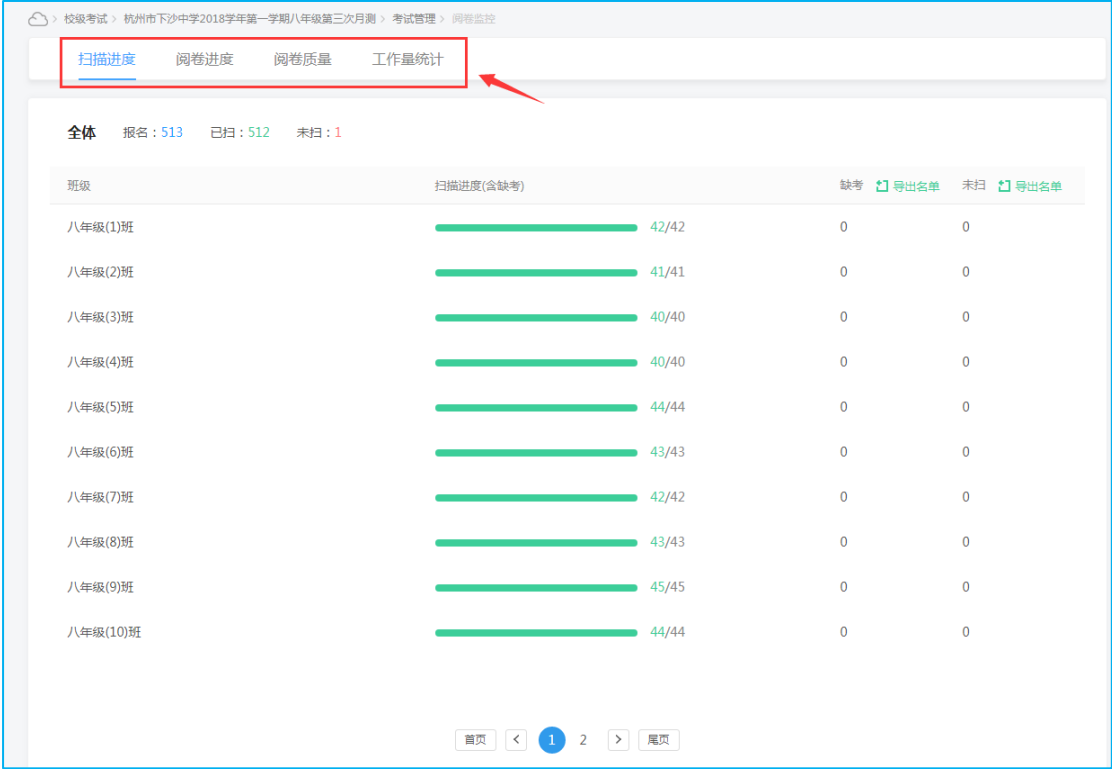 校级考试 > 杭州市下沙中学2018学年第一学期八年级第三次月测 > 考试管理 > 阅卷监控
扫描进度 阅卷进度 阅卷质量 工作量统计
全体 报名：513 已扫：512 未扫：1
班级 扫描进度(含缺考) 缺考 导出名单 未扫 导出名单
八年级(1)班 42/42 0 0
八年级(2)班 41/41 0 0
八年级(3)班 40/40 0 0
八年级(4)班 40/40 0 0
八年级(5)班 44/44 0 0
八年级(6)班 43/43 0 0
八年级(7)班 42/42 0 0
八年级(8)班 43/43 0 0
八年级(9)班 45/45 0 0
八年级(10)班 44/44 0 0
首页 < 1 2 > 尾页